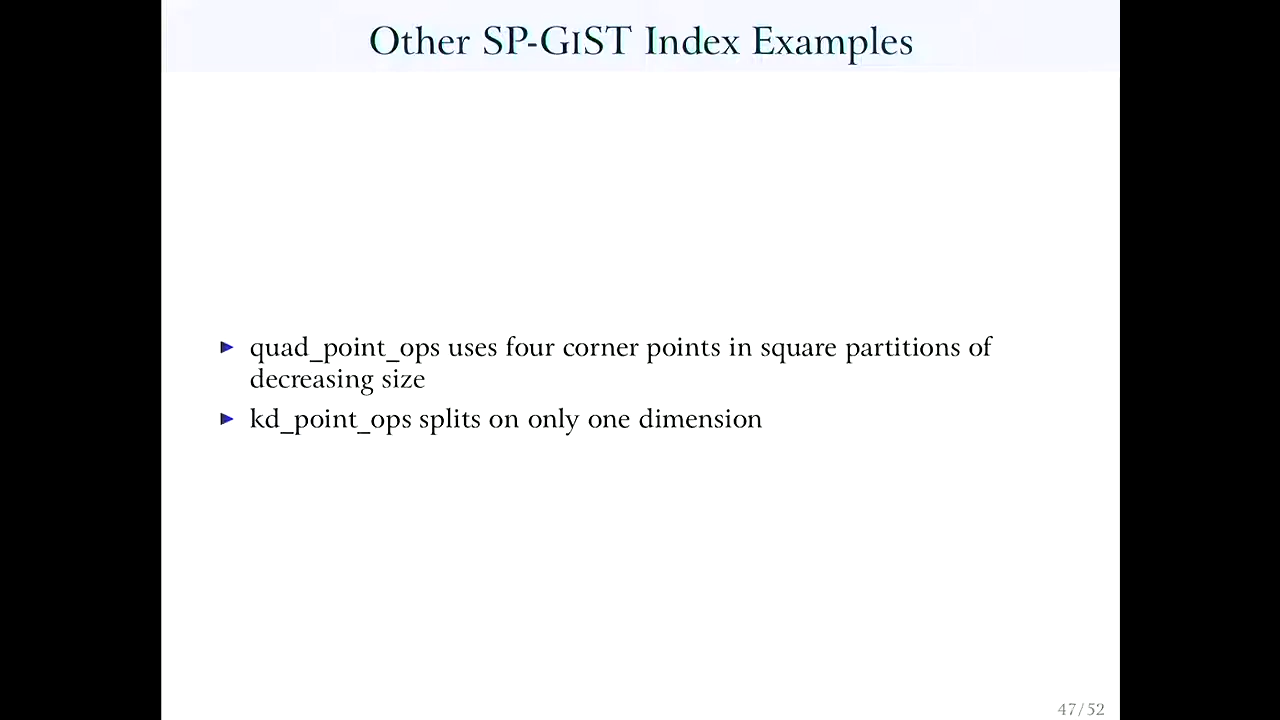 Other SP-GiST Index Examples
► quad_point_ops uses four corner points in square partitions of
decreasing size
► kd_point_ops splits on only one dimension
47/52